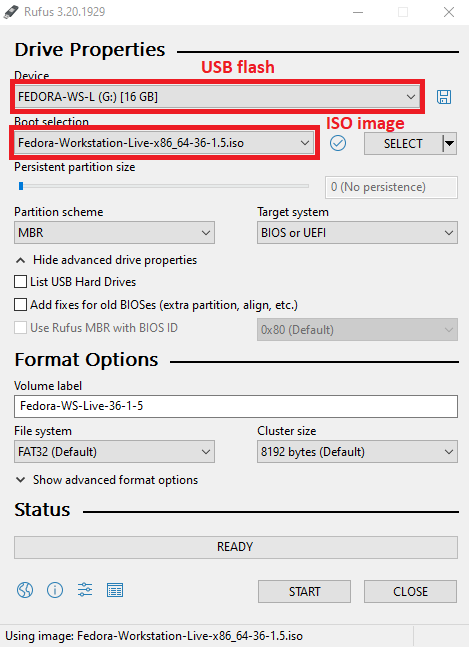 Rufus 3.20.1929
Drive Properties
USB flash
Device
FEDORA-WS-L (G:) [16 GB]
Boot selection
ISO image
Fedora-Workstation-Live-x86_64-36-1.5.iso
SELECT
Persistent partition size
0 (No persistence)
Partition scheme
Target system
MBR
BIOS or UEFI
Hide advanced drive properties
List USB Hard Drives
Add fixes for old BIOSes (extra partition, align, etc.)
Use Rufus MBR with BIOS ID
0x80 (Default)
Format Options
Volume label
Fedora-WS-Live-36-1-5
File system
Cluster size
FAT32 (Default)
8192 bytes (Default)
Show advanced format options
Status
READY
START
CLOSE
Using image: Fedora-Workstation-Live-x86_64-36-1.5.iso